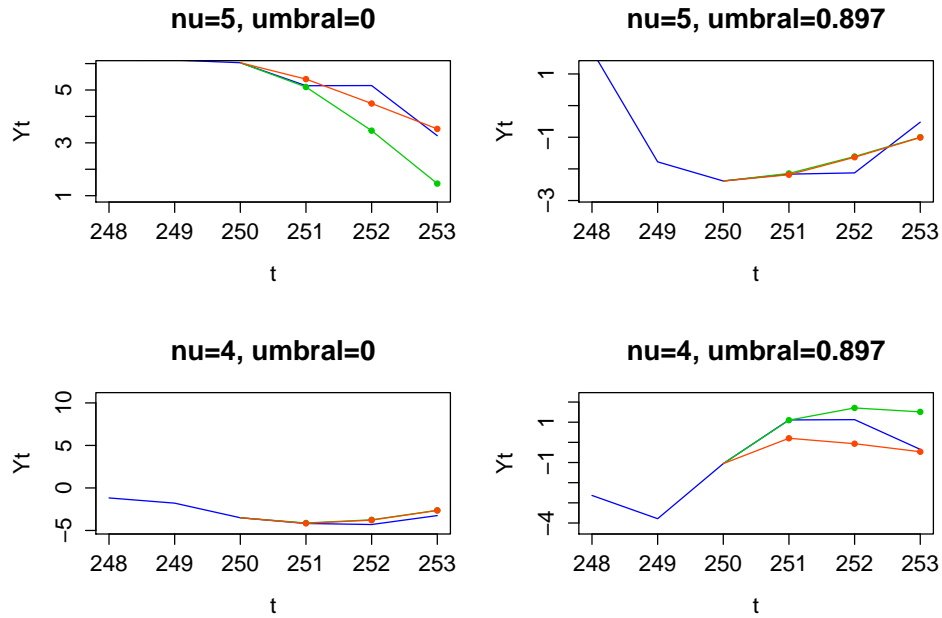 nu=5, umbral=0
Yt
5
3
1
248 249 250 251 252 253
t
nu=5, umbral=0.897
Yt
1
−1
−3
248 249 250 251 252 253
t
nu=4, umbral=0
Yt
10
5
0
−5
248 249 250 251 252 253
t
nu=4, umbral=0.897
Yt
1
−1
−4
248 249 250 251 252 253
t